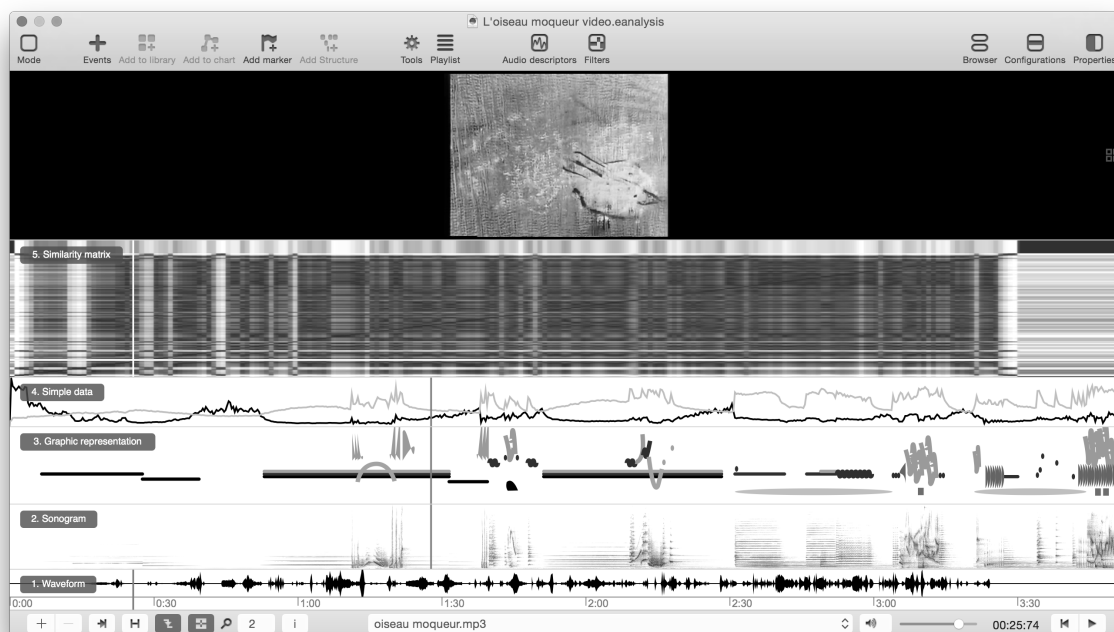 L'oiseau moqueur video.eanalysis
Mode Events Add to library Add to chart Add marker Add Structure Tools Playlist Audio descriptors Filters Browser Configurations Properties
5. Similarity matrix
4. Simple data
3. Graphic representation
2. Sonogram
1. Waveform
0:00 0:30 1:00 1:30 2:00 2:30 3:00 3:30
2 i oiseau moqueur.mp3 00:25:74